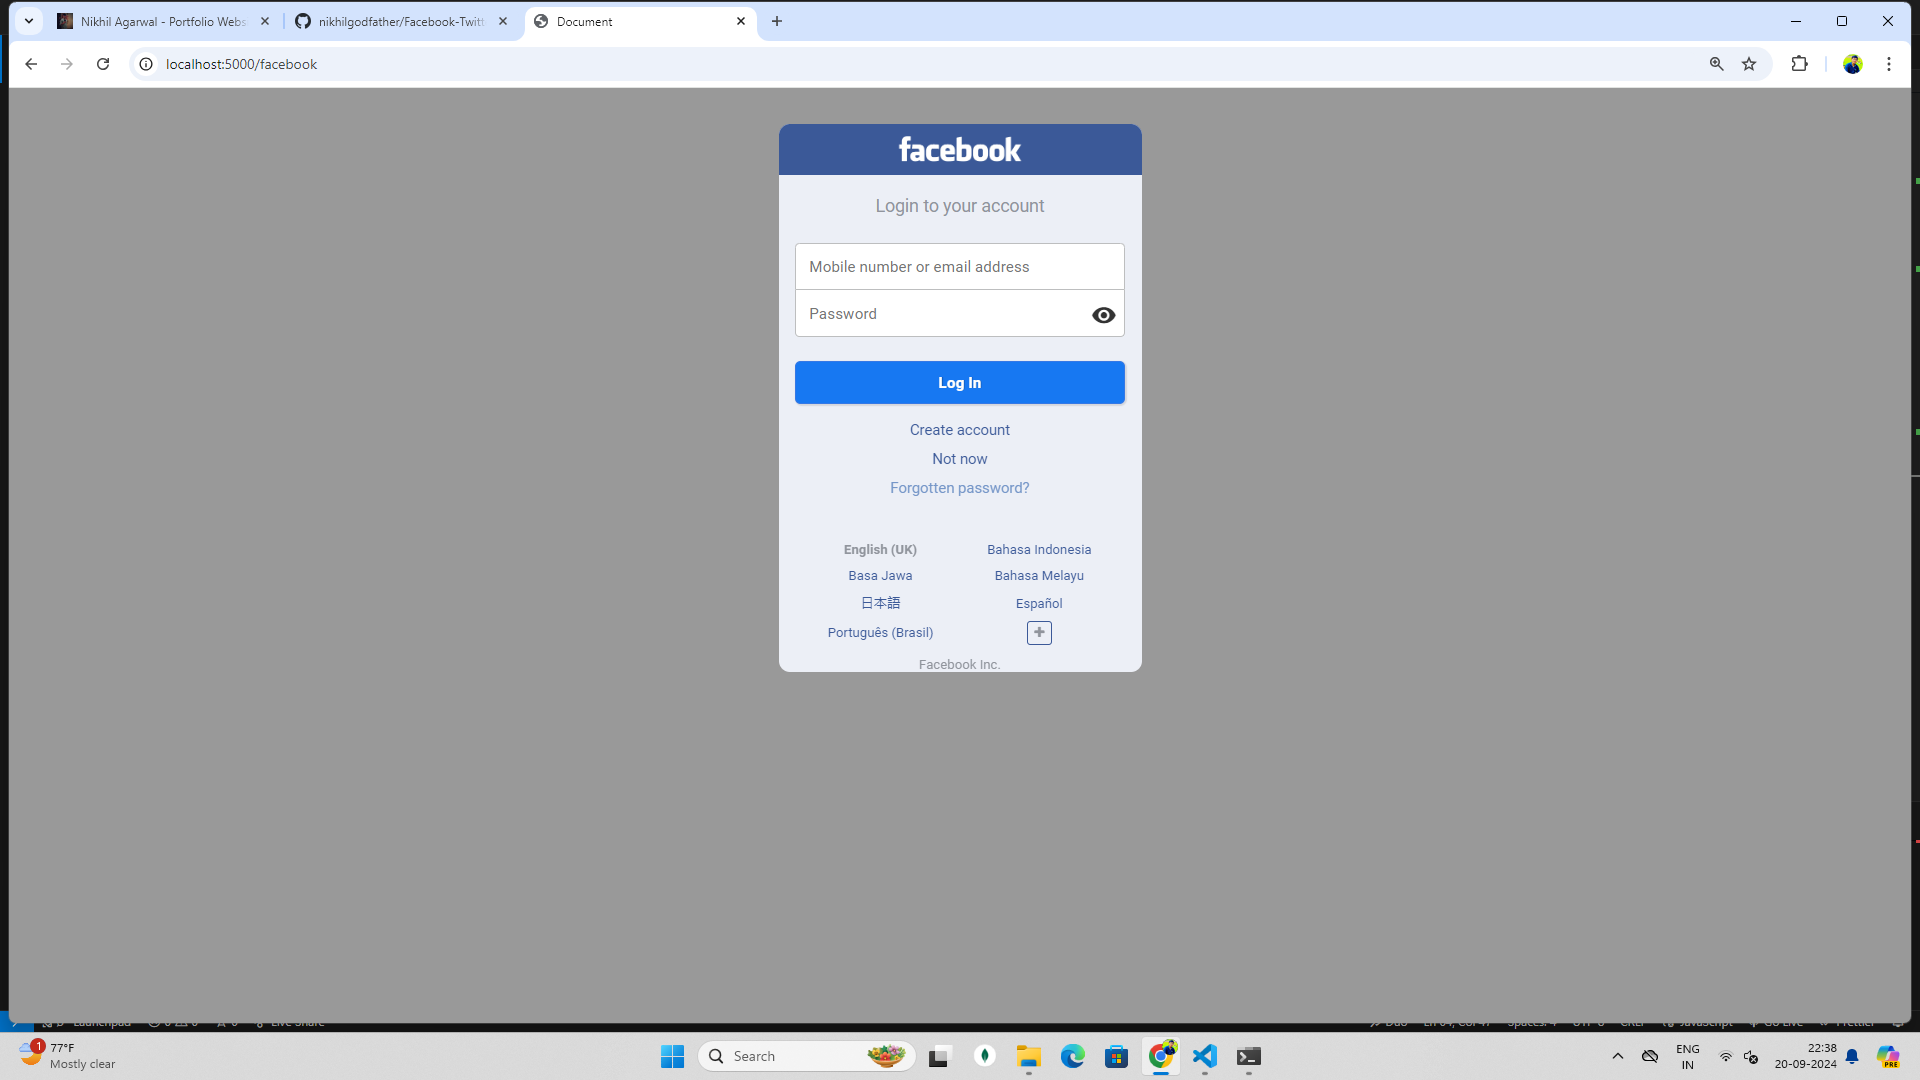 Nikhil Agarwal - Portfolio Webs
nikhilgodfather/Facebook-Twitt
Document
localhost:5000/facebook
facebook
Login to your account
Mobile number or email address
Password
Log In
Create account
Not now
Forgotten password?
English (UK) Bahasa Indonesia
Basa Jawa Bahasa Melayu
日本語 Español
Português (Brasil)
Facebook Inc.
1
77°F
Mostly clear
Search
PRE
ENG
IN
22:38
20-09-2024